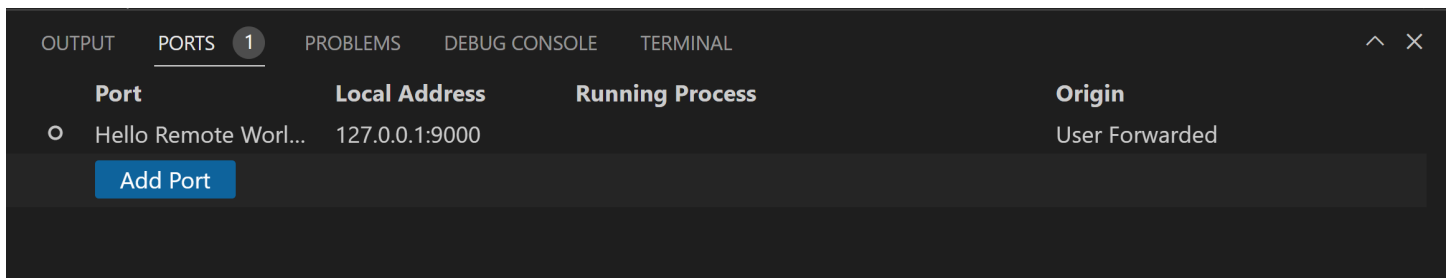 OUTPUT PORTS 1 PROBLEMS DEBUG CONSOLE TERMINAL
Port Local Address Running Process Origin
Hello Remote Worl... 127.0.0.1:9000 User Forwarded
Add Port